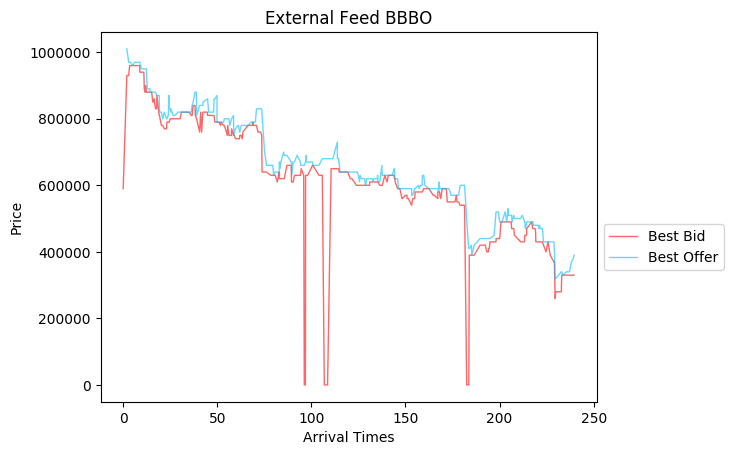 External Feed BBBO
Price
1000000
800000
600000
400000
200000
0
0 50 100 150 200 250
Arrival Times
Best Bid
Best Offer